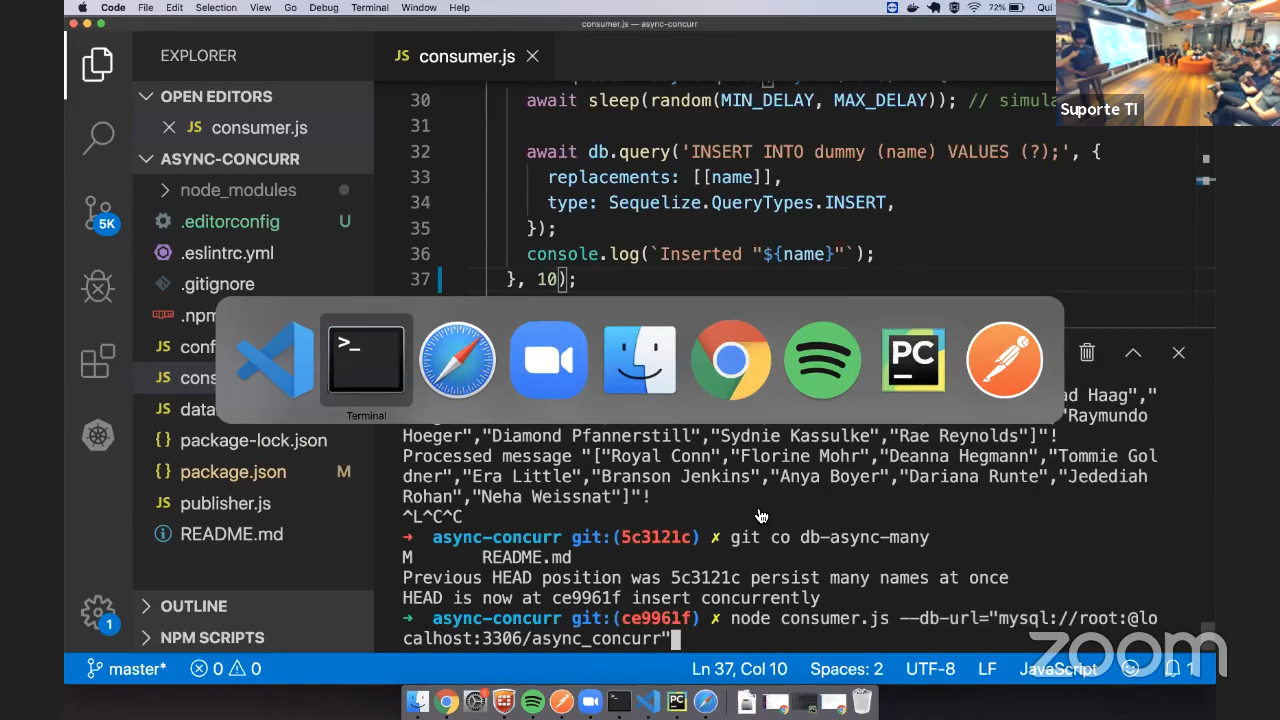 Code File Edit Selection View Go Debug Terminal Window Help 72% Qui
consumer.js — async-concurr
EXPLORER
JS consumer.js
OPEN EDITORS
JS consumer.js
ASYNC-CONCURR
node_modules
.editorconfig U
.eslintrc.yml
.gitignore
.npm
conf
cons
data
package-lock.json
package.json M
JS publisher.js
README.md
OUTLINE
NPM SCRIPTS
5K
1
30 await sleep(random(MIN_DELAY, MAX_DELAY)); // simula
31
32 await db.query('INSERT INTO dummy (name) VALUES (?);', {
33 replacements: [[name]],
34 type: Sequelize.QueryTypes.INSERT,
35 });
36 console.log(`Inserted "${name}"`);
37 }, 10);
Suporte TI
>_
PC
Terminal
ad Haag","
"Raymundo
Hoeger","Diamond Pfannerstill","Sydnie Kassulke","Rae Reynolds"]"!
Processed message "["Royal Conn","Florine Mohr","Deanna Hegmann","Tommie Gol
dner","Era Little","Branson Jenkins","Anya Boyer","Dariana Runte","Jedediah
Rohan","Neha Weissnat"]"!
^L^C^C
➜ async-concurr git:(5c3121c) ✗ git co db-async-many
M README.md
Previous HEAD position was 5c3121c persist many names at once
HEAD is now at ce9961f insert concurrently
➜ async-concurr git:(ce9961f) ✗ node consumer.js --db-url="mysql://root:@lo
calhost:3306/async_concurr"
zoom
master* 0 0 Ln 37, Col 10 Spaces: 2 UTF-8 LF JavaScript 1